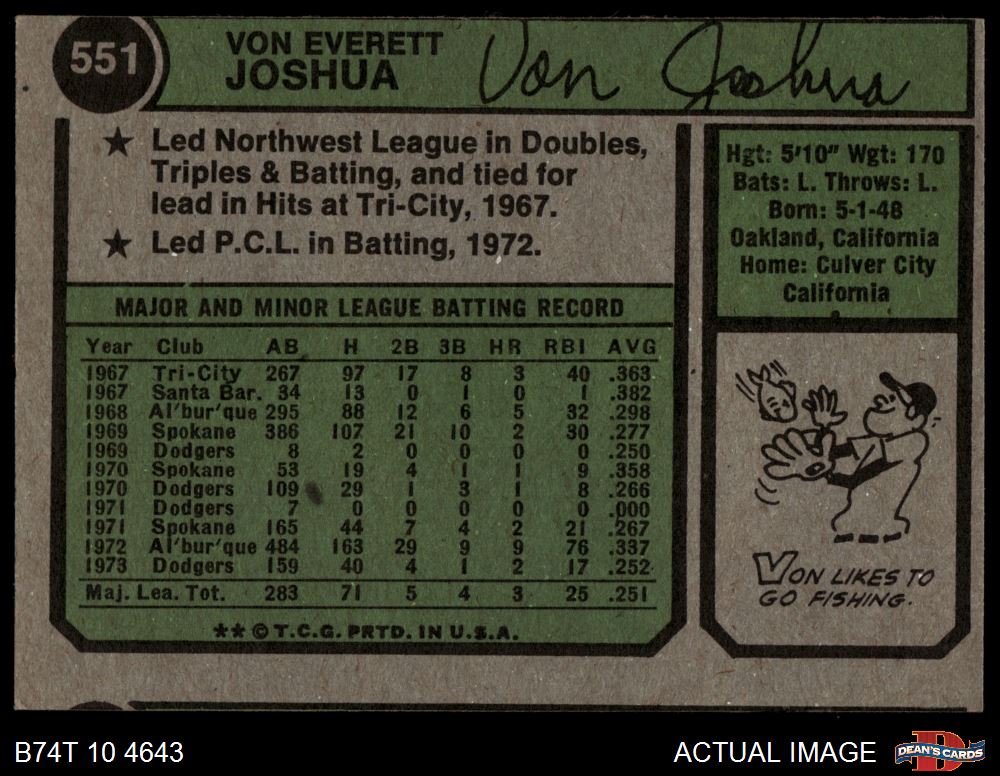 551
VON EVERETT
JOSHUA
Von Joshua
★ Led Northwest League in Doubles,
Triples & Batting, and tied for
lead in Hits at Tri-City, 1967.
★ Led P.C.L. in Batting, 1972.
Hgt: 5'10" Wgt: 170
Bats: L. Throws: L.
Born: 5-1-48
Oakland, California
Home: Culver City
California
MAJOR AND MINOR LEAGUE BATTING RECORD
Year Club AB H 2B 3B HR RBI AVG
1967 Tri-City 267 97 17 8 3 40 .363
1967 Santa Bar. 34 13 0 1 0 1 .382
1968 Al'bur'que 295 88 12 6 5 32 .298
1969 Spokane 386 107 21 10 2 30 .277
1969 Dodgers 8 2 0 0 0 0 .250
1970 Spokane 53 19 4 1 1 9 .358
1970 Dodgers 109 29 1 3 1 8 .266
1971 Dodgers 7 0 0 0 0 0 .000
1971 Spokane 165 44 7 4 2 21 .267
1972 Al'bur'que 484 163 29 9 9 76 .337
1973 Dodgers 159 40 4 1 2 17 .252
Maj. Lea. Tot. 283 71 5 4 3 25 .251
** © T.C.G. PRTD. IN U.S.A.
VON LIKES TO
GO FISHING.
B74T 10 4643
ACTUAL IMAGE
DEAN'S CARDS